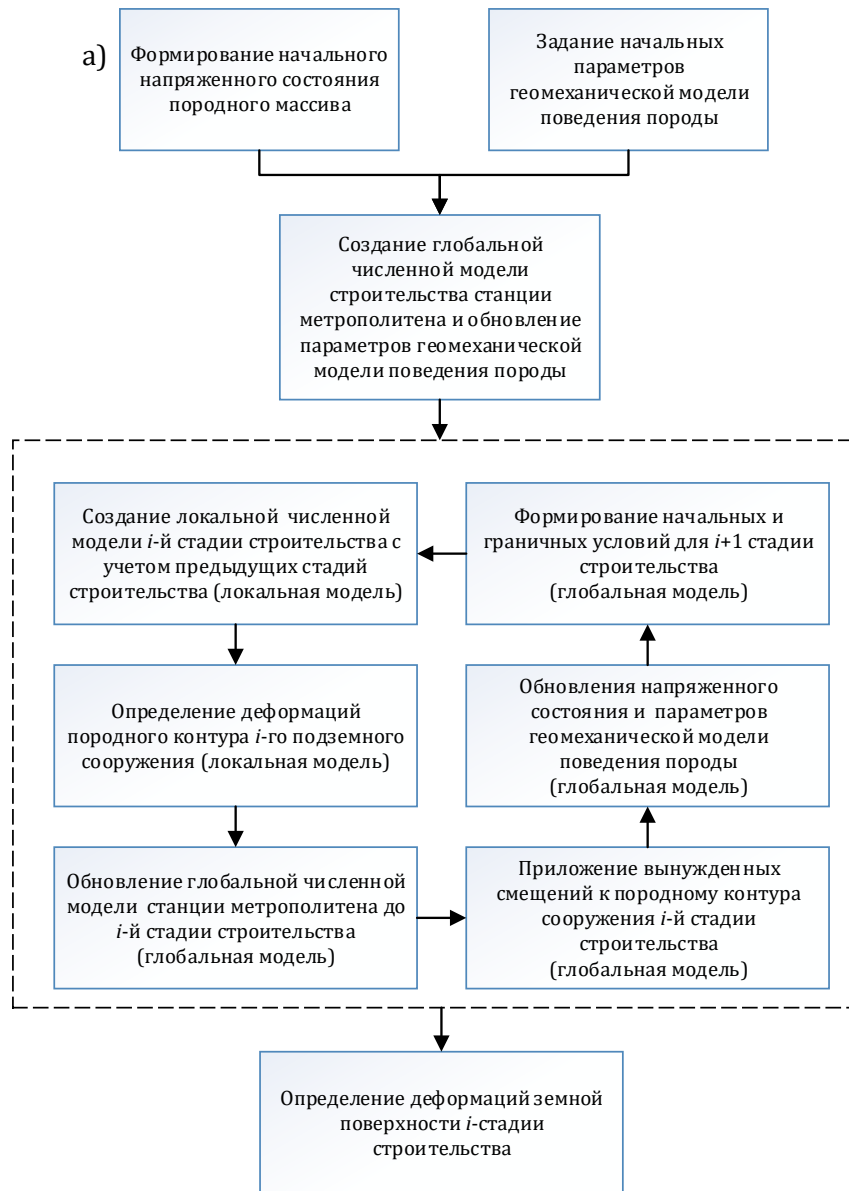 а)
Формирование начального
напряженного состояния
породного массива
Задание начальных
параметров
геомеханической модели
поведения породы
Создание глобальной
численной модели
строительства станции
метрополитена и обновление
параметров геомеханической
модели поведения породы
Создание локальной численной
модели i-й стадии строительства с
учетом предыдущих стадий
строительства (локальная модель)
Определение деформаций
породного контура i-го подземного
сооружения (локальная модель)
Обновление глобальной численной
модели станции метрополитена до
i-й стадии строительства
(глобальная модель)
Приложение вынужденных
смещений к породному контура
сооружения i-й стадии
строительства
(глобальная модель)
Обновления напряженного
состояния и параметров
геомеханической модели
поведения породы
(глобальная модель)
Формирование начальных и
граничных условий для i+1 стадии
строительства
(глобальная модель)
Определение деформаций земной
поверхности i-стадии
строительства